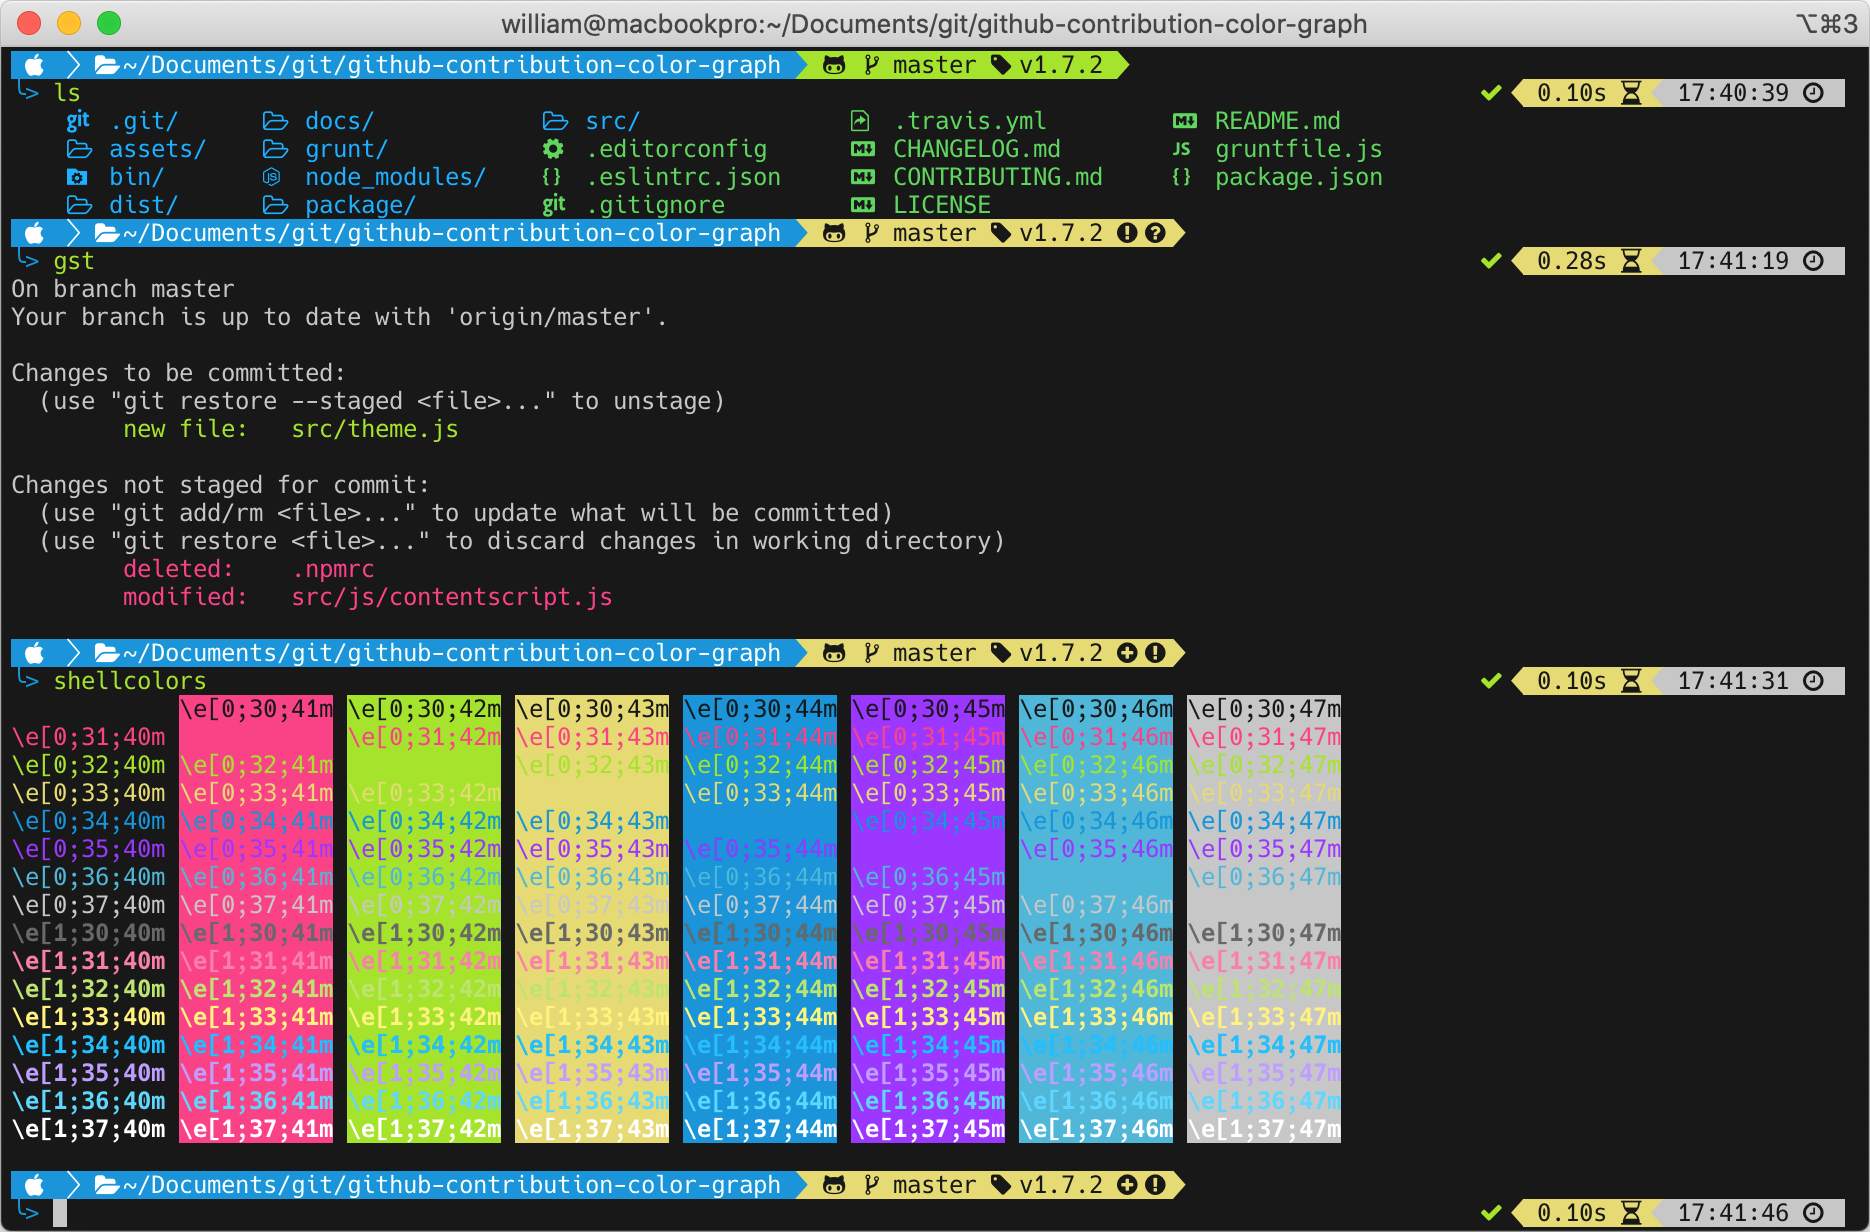 william@macbookpro:~/Documents/git/github-contribution-color-graph ⌥⌘3
~/Documents/git/github-contribution-color-graph master v1.7.2
ls 0.10s 17:40:39
git .git/ docs/ src/ .travis.yml README.md
assets/ grunt/ .editorconfig CHANGELOG.md JS gruntfile.js
bin/ JS node_modules/ {} .eslintrc.json CONTRIBUTING.md {} package.json
dist/ package/ git .gitignore LICENSE
~/Documents/git/github-contribution-color-graph master v1.7.2 ! ?
gst 0.28s 17:41:19
On branch master
Your branch is up to date with 'origin/master'.
Changes to be committed:
(use "git restore --staged <file>..." to unstage)
new file: src/theme.js
Changes not staged for commit:
(use "git add/rm <file>..." to update what will be committed)
(use "git restore <file>..." to discard changes in working directory)
deleted: .npmrc
modified: src/js/contentscript.js
~/Documents/git/github-contribution-color-graph master v1.7.2 + !
shellcolors 0.10s 17:41:31
\e[0;30;41m \e[0;30;42m \e[0;30;43m \e[0;30;44m \e[0;30;45m \e[0;30;46m \e[0;30;47m
\e[0;31;40m \e[0;31;42m \e[0;31;43m \e[0;31;44m \e[0;31;45m \e[0;31;46m \e[0;31;47m
\e[0;32;40m \e[0;32;41m \e[0;32;43m \e[0;32;44m \e[0;32;45m \e[0;32;46m \e[0;32;47m
\e[0;33;40m \e[0;33;41m \e[0;33;42m \e[0;33;44m \e[0;33;45m \e[0;33;46m \e[0;33;47m
\e[0;34;40m \e[0;34;41m \e[0;34;42m \e[0;34;43m \e[0;34;45m \e[0;34;46m \e[0;34;47m
\e[0;35;40m \e[0;35;41m \e[0;35;42m \e[0;35;43m \e[0;35;44m \e[0;35;46m \e[0;35;47m
\e[0;36;40m \e[0;36;41m \e[0;36;42m \e[0;36;43m \e[0;36;44m \e[0;36;45m \e[0;36;47m
\e[0;37;40m \e[0;37;41m \e[0;37;42m \e[0;37;43m \e[0;37;44m \e[0;37;45m \e[0;37;46m
\e[1;30;40m \e[1;30;41m \e[1;30;42m \e[1;30;43m \e[1;30;44m \e[1;30;45m \e[1;30;46m \e[1;30;47m
\e[1;31;40m \e[1;31;41m \e[1;31;42m \e[1;31;43m \e[1;31;44m \e[1;31;45m \e[1;31;46m \e[1;31;47m
\e[1;32;40m \e[1;32;41m \e[1;32;42m \e[1;32;43m \e[1;32;44m \e[1;32;45m \e[1;32;46m \e[1;32;47m
\e[1;33;40m \e[1;33;41m \e[1;33;42m \e[1;33;43m \e[1;33;44m \e[1;33;45m \e[1;33;46m \e[1;33;47m
\e[1;34;40m \e[1;34;41m \e[1;34;42m \e[1;34;43m \e[1;34;44m \e[1;34;45m \e[1;34;46m \e[1;34;47m
\e[1;35;40m \e[1;35;41m \e[1;35;42m \e[1;35;43m \e[1;35;44m \e[1;35;45m \e[1;35;46m \e[1;35;47m
\e[1;36;40m \e[1;36;41m \e[1;36;42m \e[1;36;43m \e[1;36;44m \e[1;36;45m \e[1;36;46m \e[1;36;47m
\e[1;37;40m \e[1;37;41m \e[1;37;42m \e[1;37;43m \e[1;37;44m \e[1;37;45m \e[1;37;46m \e[1;37;47m
~/Documents/git/github-contribution-color-graph master v1.7.2 + !
0.10s 17:41:46